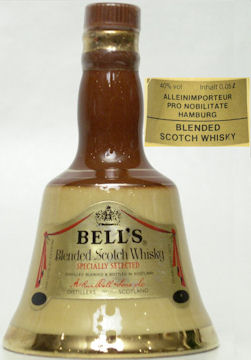 40% vol Inhalt 0,05 l
ALLEINIMPORTEUR
PRO NOBILITATE
HAMBURG
BLENDED
SCOTCH WHISKY
BELL'S
Blended Scotch Whisky
SPECIALLY SELECTED
DISTILLED BLENDED & BOTTLED IN SCOTLAND
Arthur Bell & Sons
DISTILLERS SCOTLAND